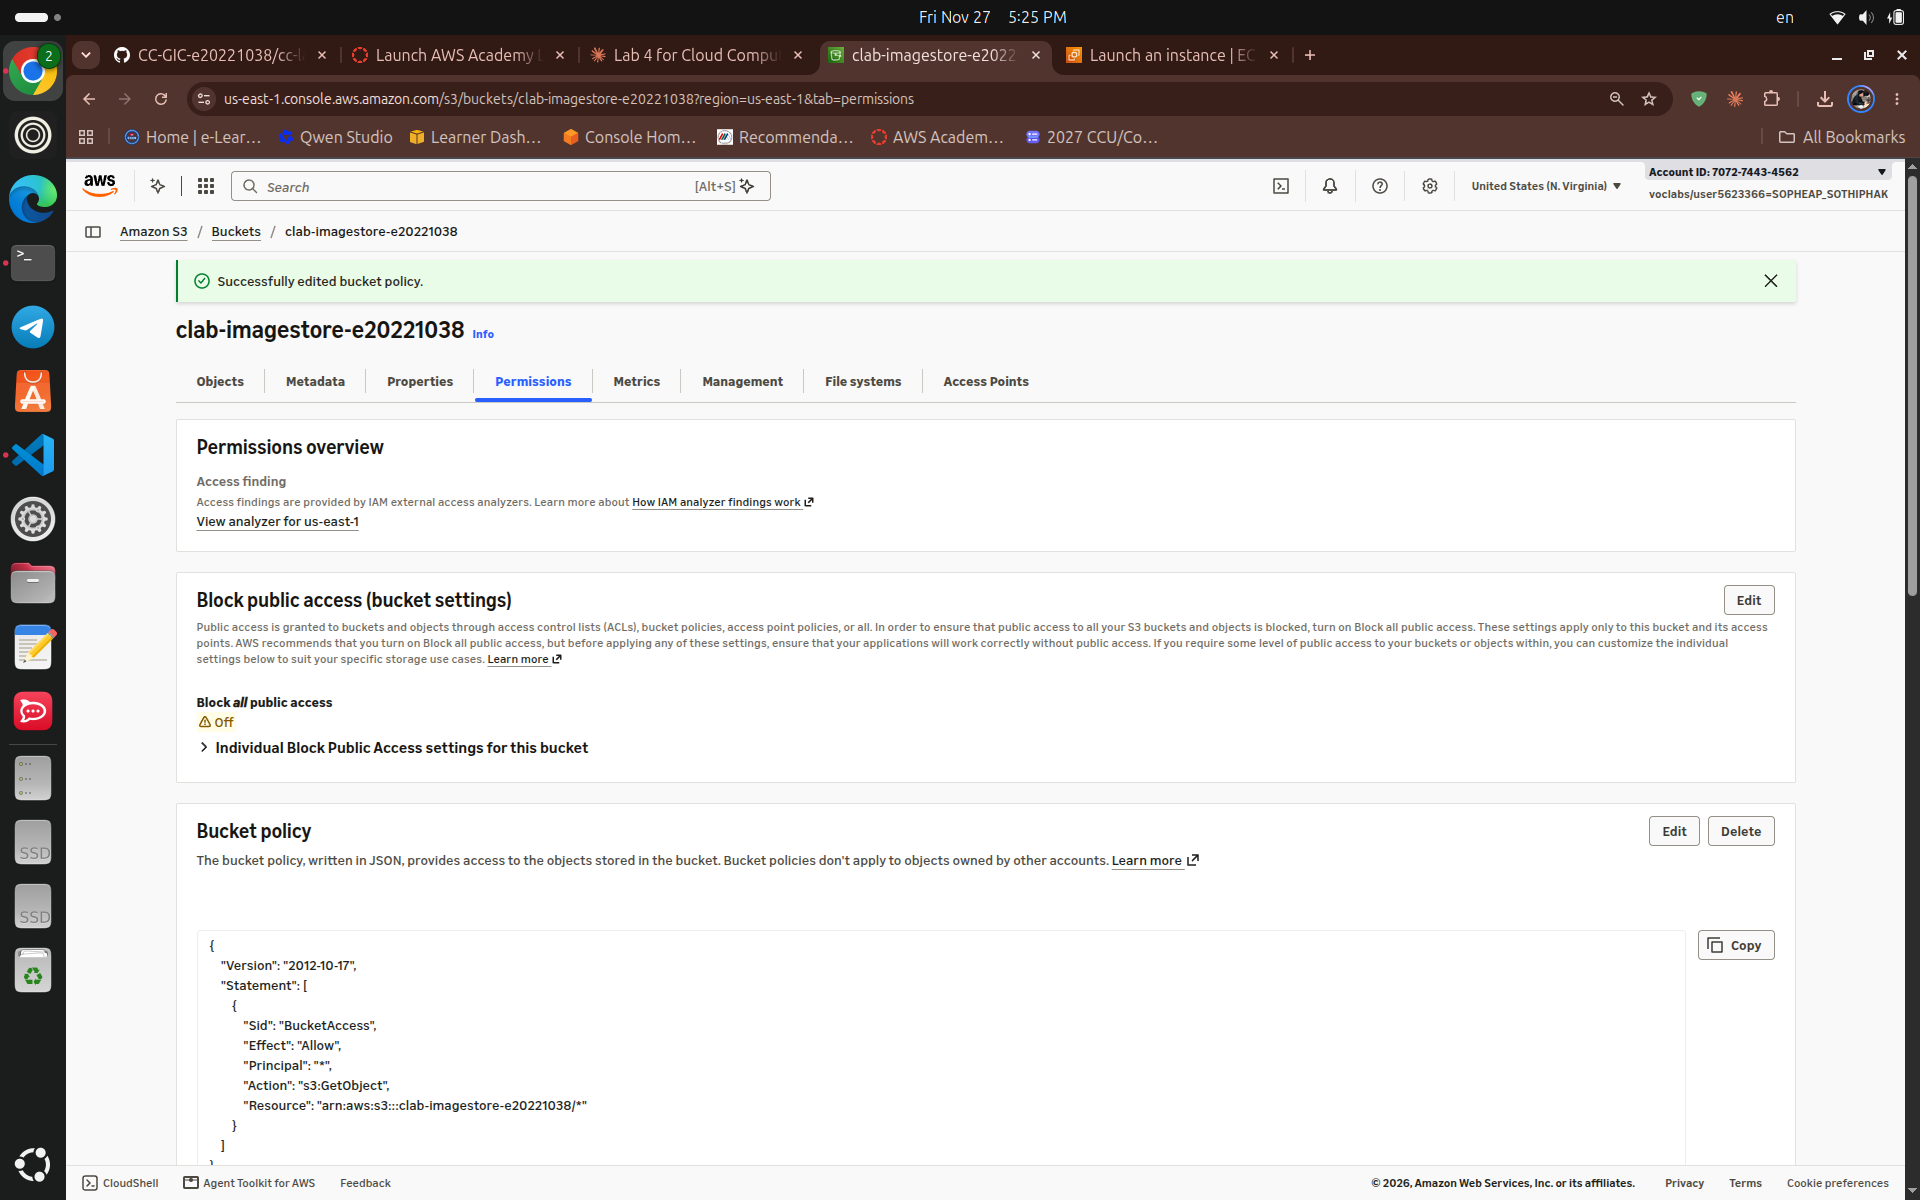 Fri Nov 27 5:25 PM
en
2
CC-GIC-e20221038/cc-l
Launch AWS Academy L
Lab 4 for Cloud Compu
clab-imagestore-e2022
Launch an instance | EC
us-east-1.console.aws.amazon.com/s3/buckets/clab-imagestore-e20221038?region=us-east-1&tab=permissions
Home | e-Lear…
Qwen Studio
Learner Dash…
Console Hom…
Recommenda…
AWS Academ…
2027 CCU/Co…
All Bookmarks
aws
Search
[Alt+S]
United States (N. Virginia)
Account ID: 7072-7443-4562
voclabs/user5623366=SOPHEAP_SOTHIPHAK
Amazon S3 / Buckets / clab-imagestore-e20221038
Successfully edited bucket policy.
clab-imagestore-e20221038 Info
Objects
Metadata
Properties
Permissions
Metrics
Management
File systems
Access Points
Permissions overview
Access finding
Access findings are provided by IAM external access analyzers. Learn more about How IAM analyzer findings work
View analyzer for us-east-1
Block public access (bucket settings)
Edit
Public access is granted to buckets and objects through access control lists (ACLs), bucket policies, access point policies, or all. In order to ensure that public access to all your S3 buckets and objects is blocked, turn on Block all public access. These settings apply only to this bucket and its access
points. AWS recommends that you turn on Block all public access, but before applying any of these settings, ensure that your applications will work correctly without public access. If you require some level of public access to your buckets or objects within, you can customize the individual
settings below to suit your specific storage use cases. Learn more
Block all public access
Off
Individual Block Public Access settings for this bucket
Bucket policy
Edit
Delete
The bucket policy, written in JSON, provides access to the objects stored in the bucket. Bucket policies don't apply to objects owned by other accounts. Learn more
Copy
{
"Version": "2012-10-17",
"Statement": [
{
"Sid": "BucketAccess",
"Effect": "Allow",
"Principal": "*",
"Action": "s3:GetObject",
"Resource": "arn:aws:s3:::clab-imagestore-e20221038/*"
}
]
}
SSD
SSD
CloudShell
Agent Toolkit for AWS
Feedback
© 2026, Amazon Web Services, Inc. or its affiliates.
Privacy
Terms
Cookie preferences